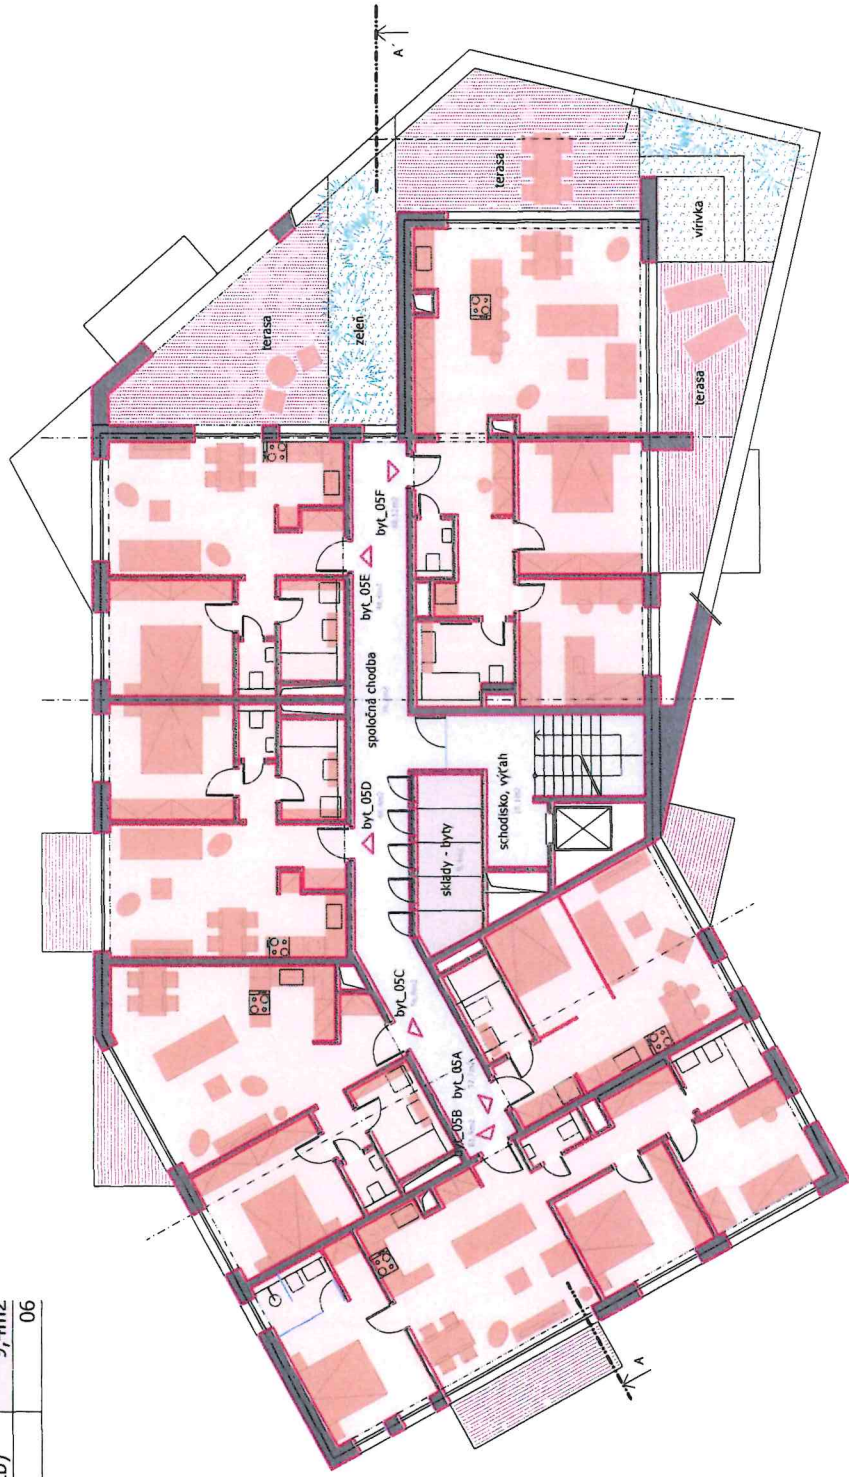 A´
terasa
vírivka
terasa
zeleň
terasa
byt_05F
byt_05E
spoločná chodba
byt_05D
schodisko, výťah
sklady - byty
byt_05C
byt_05A
byt_05B
A
06